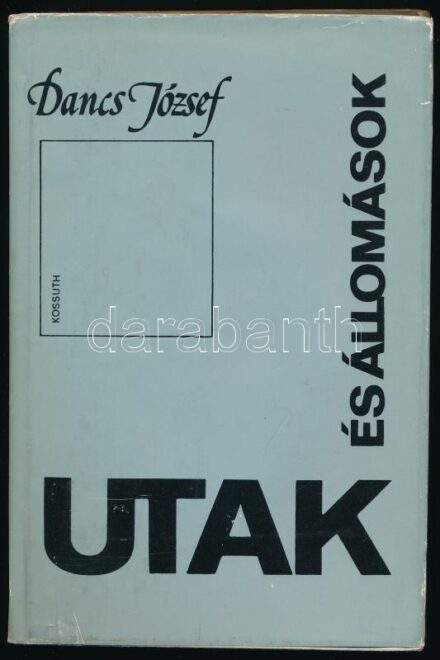 Dancs József
KOSSUTH
darabanth
UTAK
ÉS ÁLLOMÁSOK